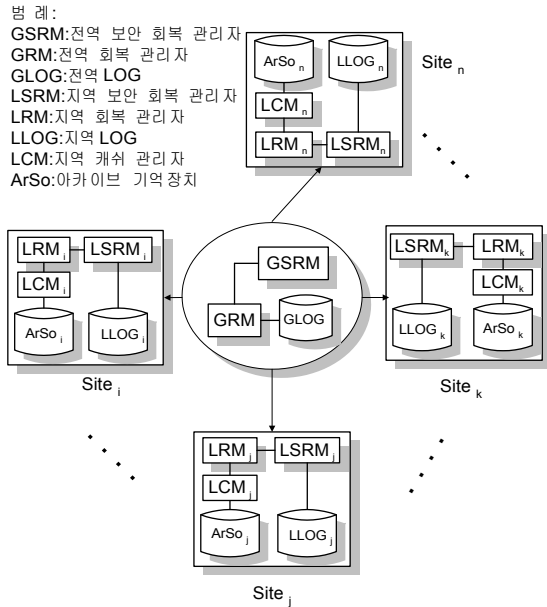 범 례:
GSRM:전역 보안 회복 관리자
GRM:전역 회복 관리자
GLOG:전역 LOG
LSRM:지역 보안 회복 관리자
LRM:지역 회복 관리자
LLOG:지역 LOG
LCM:지역 캐쉬 관리자
ArSo:아카이브 기억장치
ArSo n LLOG n
LCM n
LRM n LSRM n
Site n
LRM i LSRM i
LCM i
ArSo i LLOG i
Site i
GSRM
GRM GLOG
LSRM k LRM k
LCM k
LLOG k ArSo k
Site k
LRM j LSRM j
LCM j
ArSo j LLOG j
Site j